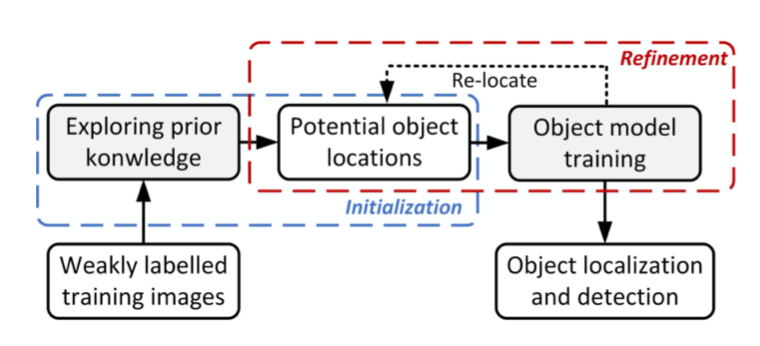 Refinement
Re-locate
Exploring prior
konwledge
Potential object
locations
Object model
training
Initialization
Weakly labelled
training images
Object localization
and detection